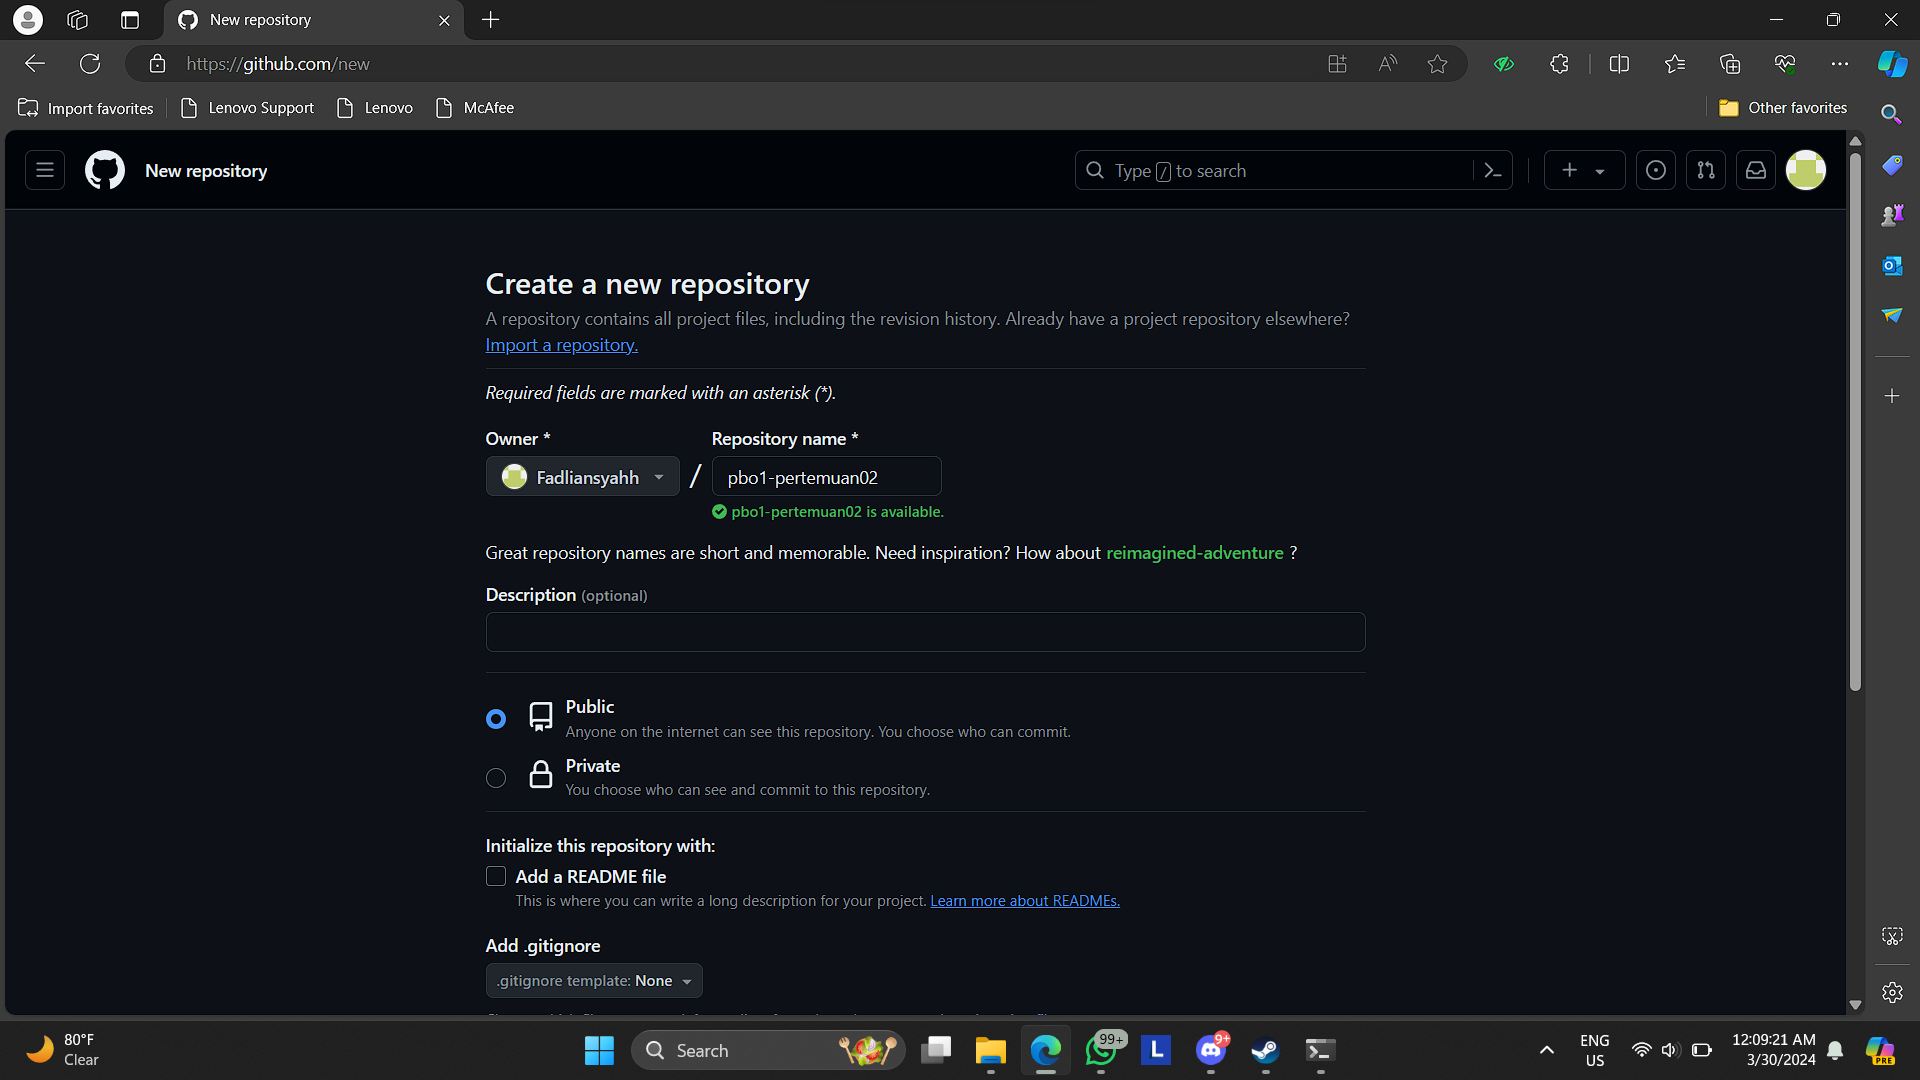 New repository
https://github.com/new
Import favorites
Lenovo Support
Lenovo
McAfee
Other favorites
New repository
Type / to search
Create a new repository
A repository contains all project files, including the revision history. Already have a project repository elsewhere?
Import a repository.
Required fields are marked with an asterisk (*).
Owner *
Repository name *
Fadliansyahh
/
pbo1-pertemuan02
pbo1-pertemuan02 is available.
Great repository names are short and memorable. Need inspiration? How about reimagined-adventure ?
Description (optional)
Public
Anyone on the internet can see this repository. You choose who can commit.
Private
You choose who can see and commit to this repository.
Initialize this repository with:
Add a README file
This is where you can write a long description for your project. Learn more about READMEs.
Add .gitignore
.gitignore template: None
80°F
Clear
Search
99+
L
9+
ENG
US
12:09:21 AM
3/30/2024
PRE